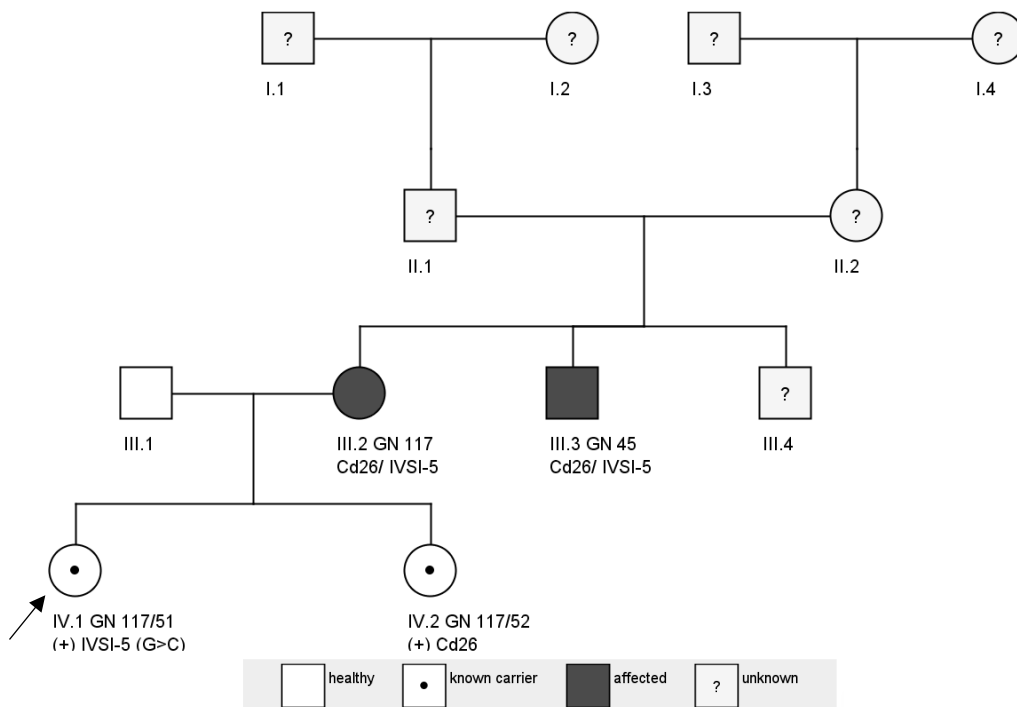 ?
?
?
?
I.1
I.2
I.3
I.4
?
?
II.1
II.2
?
III.1
III.2 GN 117
Cd26/ IVSI-5
III.3 GN 45
Cd26/ IVSI-5
III.4
IV.1 GN 117/51
(+) IVSI-5 (G>C)
IV.2 GN 117/52
(+) Cd26
healthy
known carrier
affected
?
unknown